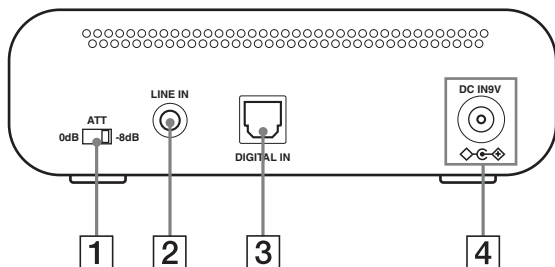 ATT
0dB -8dB
LINE IN
DIGITAL IN
DC IN9V
1 2 3 4